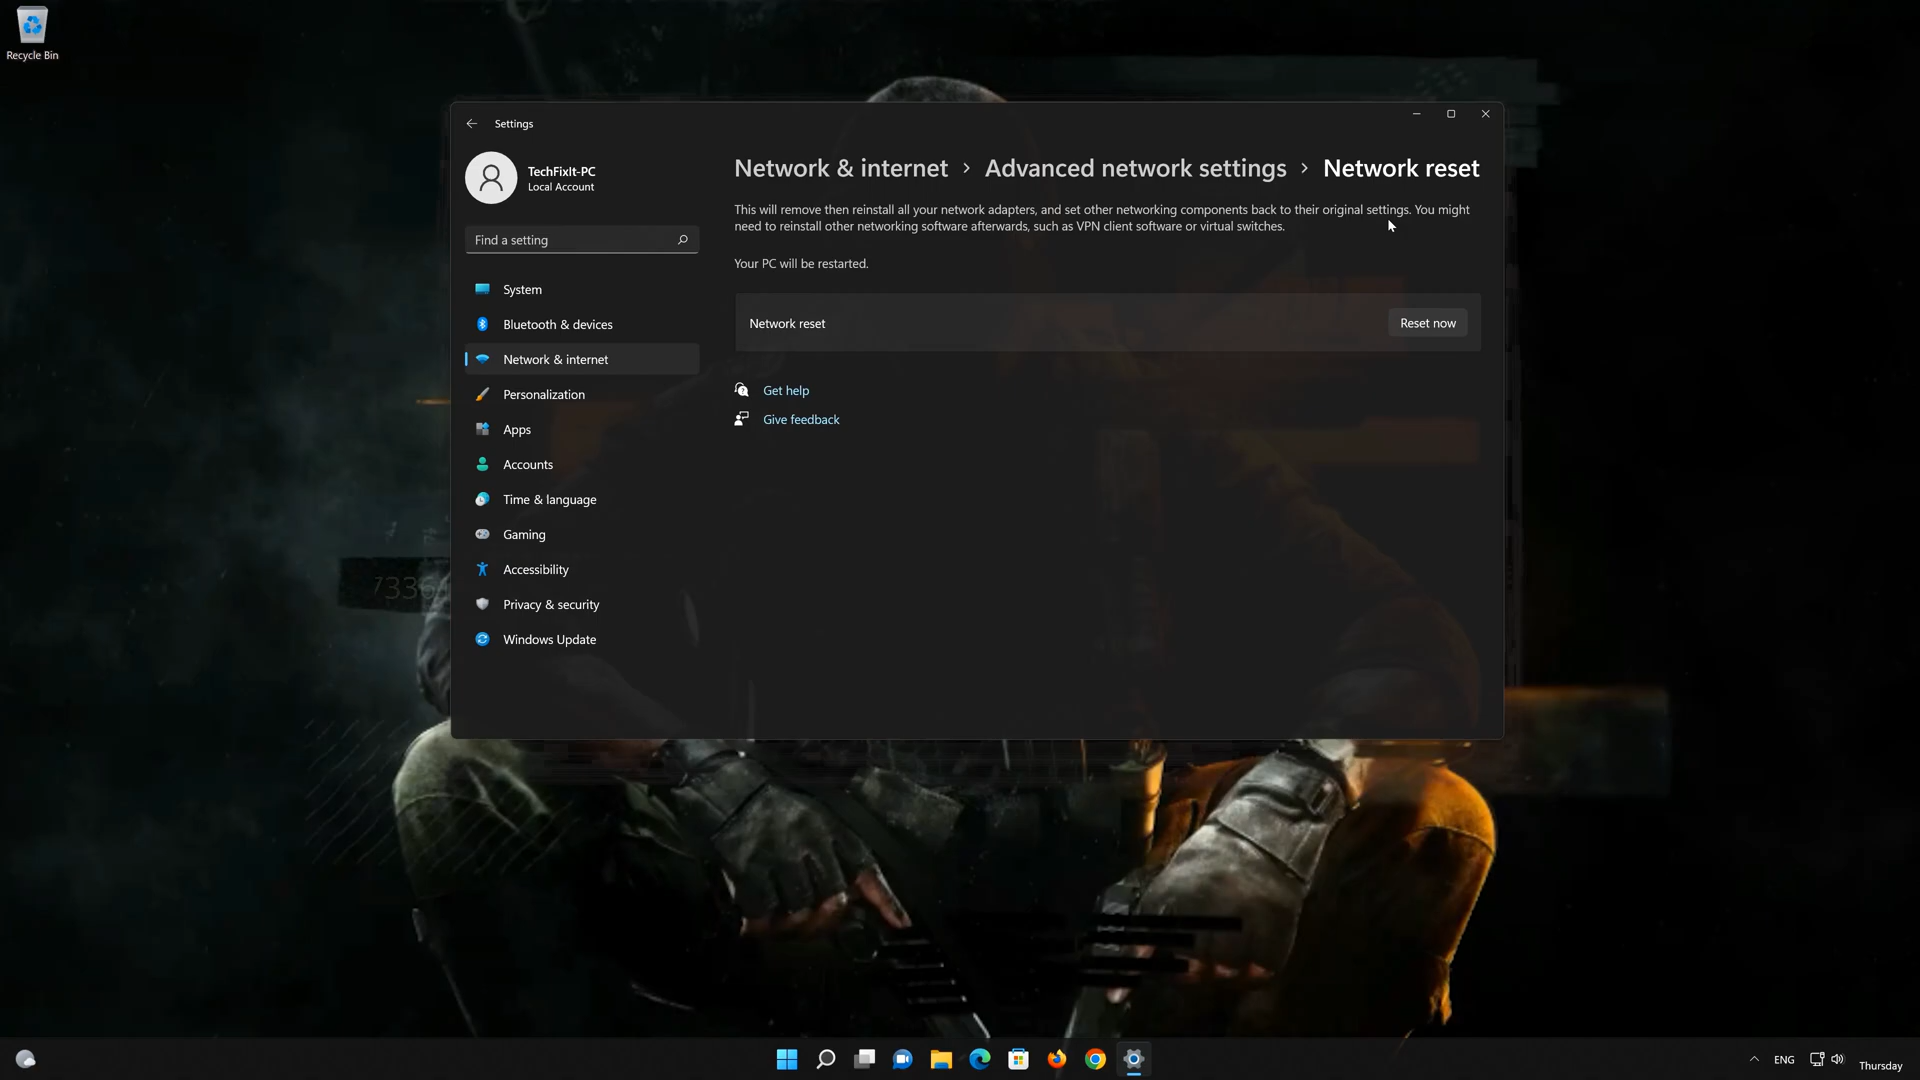 Recycle Bin
Settings
TechFixIt-PC
Local Account
Find a setting
System
Bluetooth & devices
Network & internet
Personalization
Apps
Accounts
Time & language
Gaming
Accessibility
Privacy & security
Windows Update
Network & internet › Advanced network settings › Network reset
This will remove then reinstall all your network adapters, and set other networking components back to their original settings. You might
need to reinstall other networking software afterwards, such as VPN client software or virtual switches.
Your PC will be restarted.
Network reset
Reset now
Get help
Give feedback
ENG
Thursday